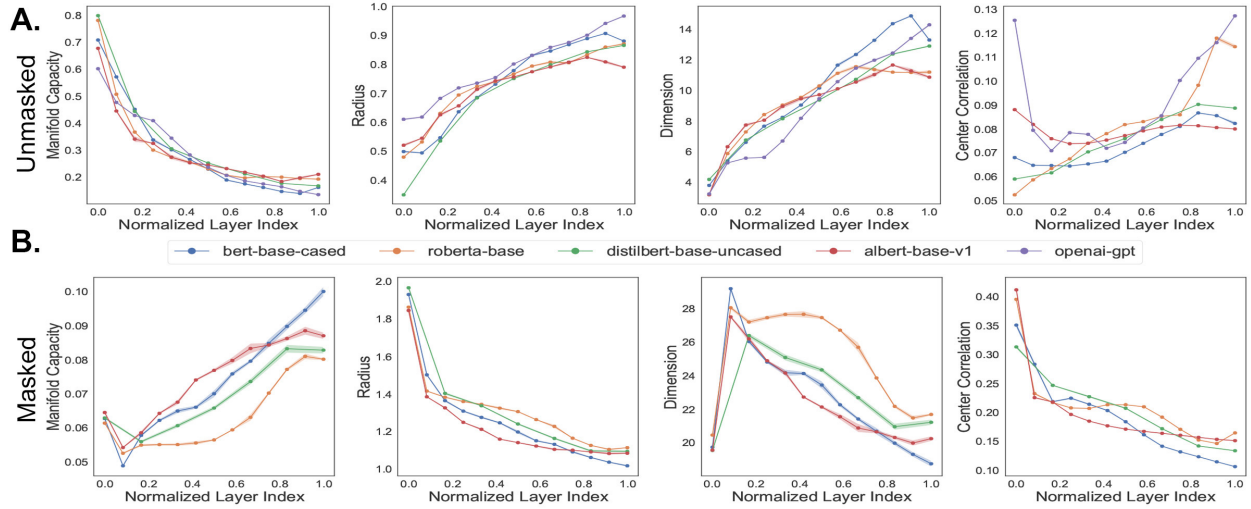 A.
Unmasked
Manifold Capacity
0.8
0.7
0.6
0.5
0.4
0.3
0.2
0.0 0.2 0.4 0.6 0.8 1.0
Normalized Layer Index
Radius
1.0
0.9
0.8
0.7
0.6
0.5
0.4
0.0 0.2 0.4 0.6 0.8 1.0
Normalized Layer Index
Dimension
14
12
10
8
6
4
0.0 0.2 0.4 0.6 0.8 1.0
Normalized Layer Index
Center Correlation
0.13
0.12
0.11
0.10
0.09
0.08
0.07
0.06
0.05
0.0 0.2 0.4 0.6 0.8 1.0
Normalized Layer Index
bert-base-cased roberta-base distilbert-base-uncased albert-base-v1 openai-gpt
B.
Masked
Manifold Capacity
0.10
0.09
0.08
0.07
0.06
0.05
0.0 0.2 0.4 0.6 0.8 1.0
Normalized Layer Index
Radius
2.0
1.8
1.6
1.4
1.2
1.0
0.0 0.2 0.4 0.6 0.8 1.0
Normalized Layer Index
Dimension
28
26
24
22
20
0.0 0.2 0.4 0.6 0.8 1.0
Normalized Layer Index
Center Correlation
0.40
0.35
0.30
0.25
0.20
0.15
0.10
0.0 0.2 0.4 0.6 0.8 1.0
Normalized Layer Index